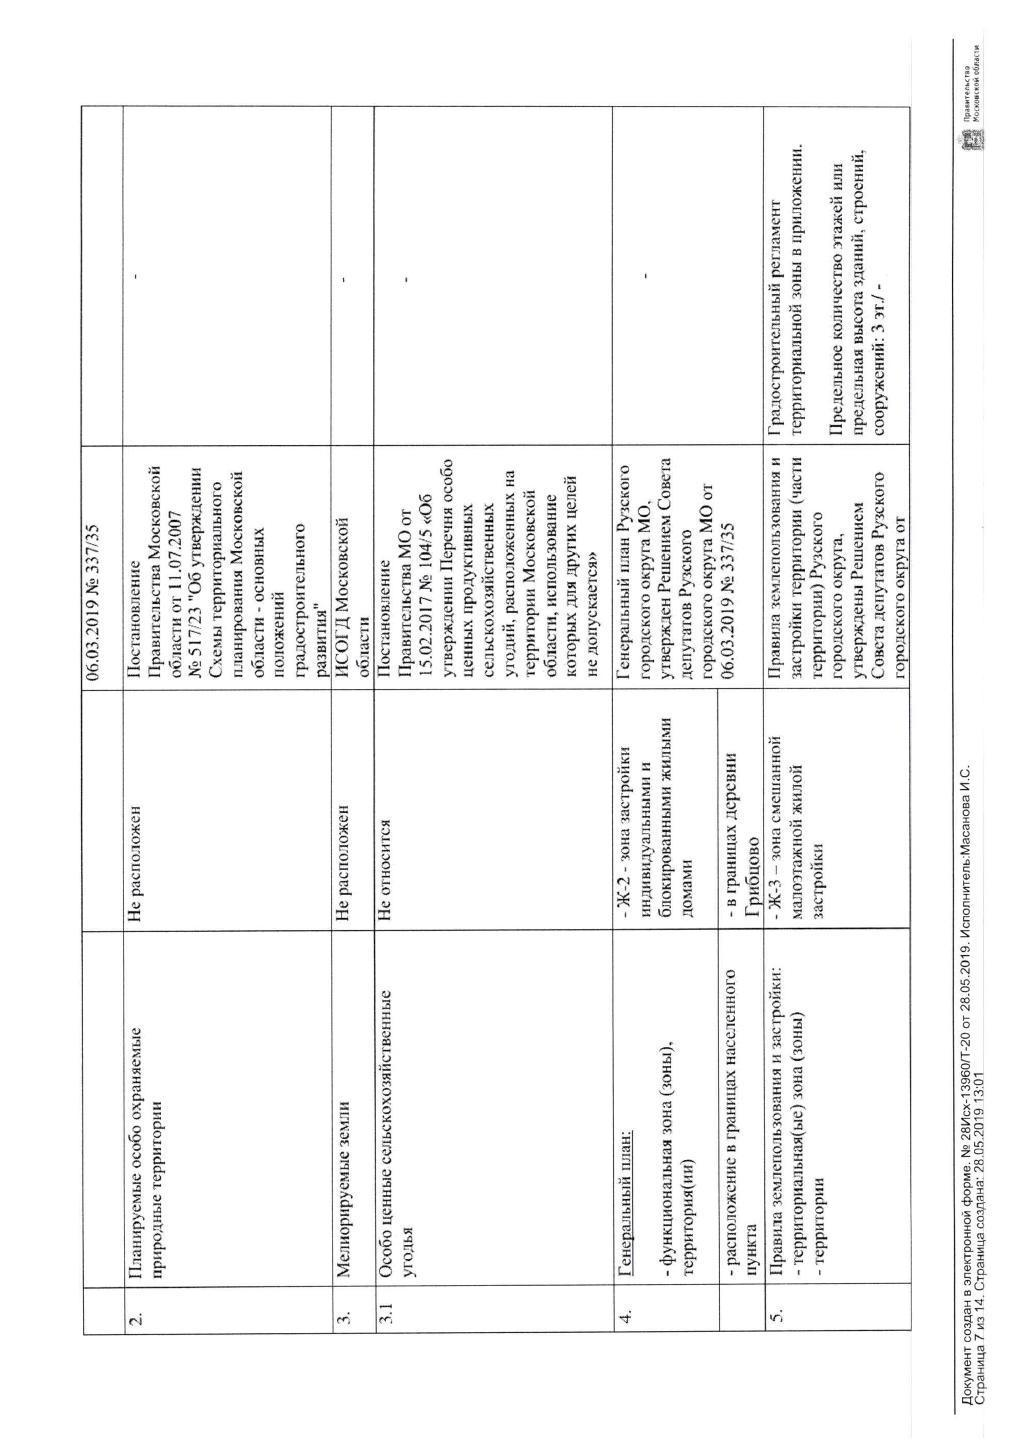 06.03.2019 № 337/35
2.
Планируемые особо охраняемые
природные территории
Не расположен
Постановление
Правительства Московской
области от 11.07.2007
№ 517/23 "Об утверждении
Схемы территориального
планирования Московской
области - основных
положений
градостроительного
развития"
-
3.
Мелиорируемые земли
Не расположен
ИСОГД Московской
области
-
3.1
Особо ценные сельскохозяйственные
угодья
Не относится
Постановление
Правительства МО от
15.02.2017 № 104/5 «Об
утверждении Перечня особо
ценных продуктивных
сельскохозяйственных
угодий, расположенных на
территории Московской
области, использование
которых для других целей
не допускается»
-
4.
Генеральный план:
- функциональная зона (зоны),
территория(ии)
- Ж-2 - зона застройки
индивидуальными и
блокированными жилыми
домами
Генеральный план Рузского
городского округа МО,
утвержден Решением Совета
депутатов Рузского
городского округа МО от
06.03.2019 № 337/35
-
- расположение в границах населенного
пункта
- в границах деревни
Грибцово
5.
Правила землепользования и застройки:
- территориальная(ые) зона (зоны)
- территории
- Ж-3 – зона смешанной
малоэтажной жилой
застройки
Правила землепользования и
застройки территории (части
территории) Рузского
городского округа,
утверждены Решением
Совета депутатов Рузского
городского округа от
Градостроительный регламент
территориальной зоны в приложении.
Предельное количество этажей или
предельная высота зданий, строений,
сооружений: 3 эт./ -
Документ создан в электронной форме. № 28Исх-13960/Т-20 от 28.05.2019. Исполнитель:Масанова И.С.
Страница 7 из 14. Страница создана: 28.05.2019 13:01
Правительство
Московской области